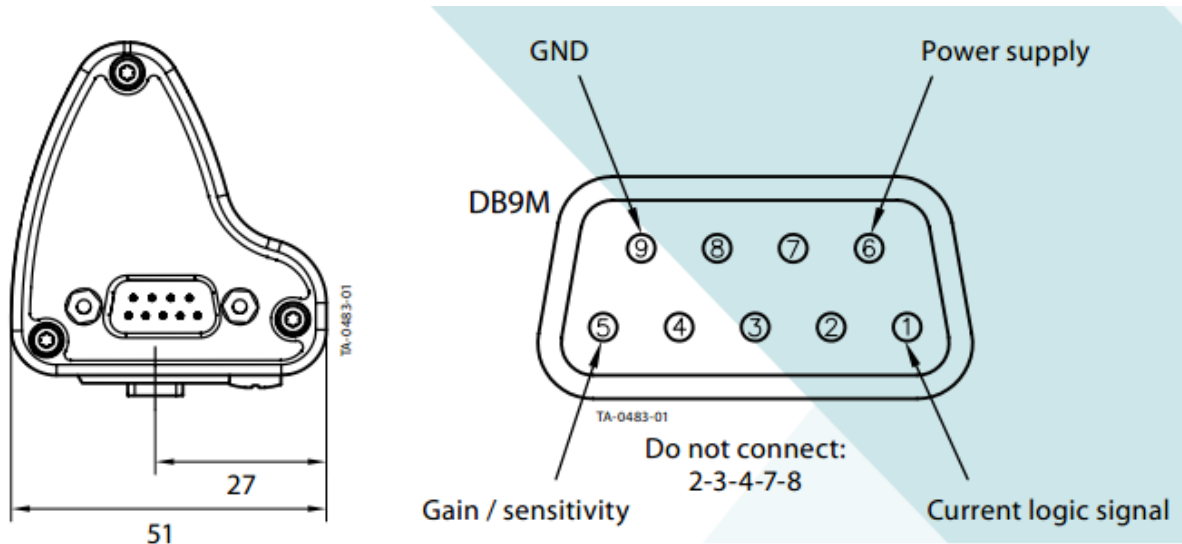 GND
Power supply
DB9M
9 8 7 6
5 4 3 2 1
TA-0483-01
TA-0483-01
Do not connect:
2-3-4-7-8
27
51
Gain / sensitivity
Current logic signal